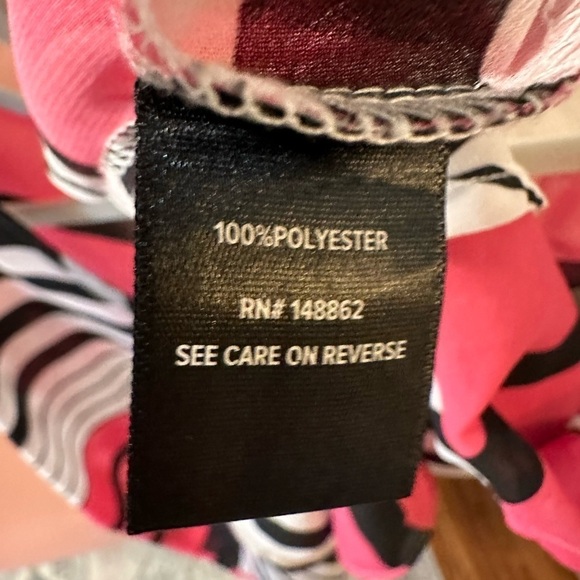 100%POLYESTER
RN# 148862
SEE CARE ON REVERSE